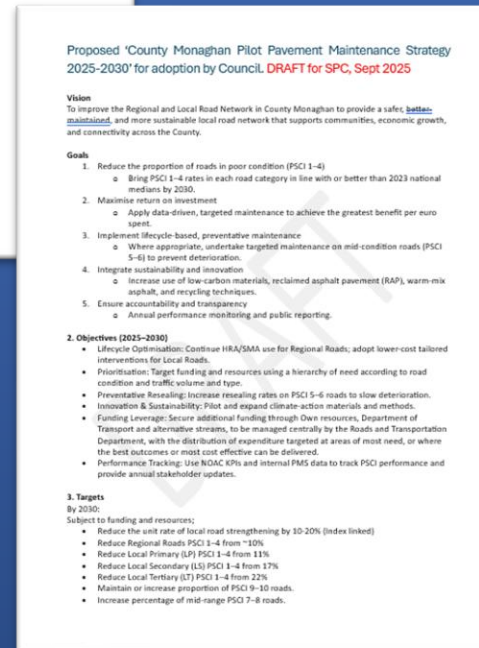 Proposed 'County Monaghan Pilot Pavement Maintenance Strategy
2025-2030' for adoption by Council. DRAFT for SPC, Sept 2025
Vision
To improve the Regional and Local Road Network in County Monaghan to provide a safer, better-
maintained, and more sustainable local road network that supports communities, economic growth,
and connectivity across the County.
Goals
1. Reduce the proportion of roads in poor condition (PSCI 1–4)
o Bring PSCI 1–4 rates in each road category in line with or better than 2023 national
medians by 2030.
2. Maximise return on investment
o Apply data-driven, targeted maintenance to achieve the greatest benefit per euro
spent.
3. Implement lifecycle-based, preventative maintenance
o Where appropriate, undertake targeted maintenance on mid-condition roads (PSCI
5–6) to prevent deterioration.
4. Integrate sustainability and innovation
o Increase use of low-carbon materials, reclaimed asphalt pavement (RAP), warm-mix
asphalt, and recycling techniques.
5. Ensure accountability and transparency
o Annual performance monitoring and public reporting.
2. Objectives (2025–2030)
• Lifecycle Optimisation: Continue HRA/SMA use for Regional Roads; adopt lower-cost tailored
interventions for Local Roads.
• Prioritisation: Target funding and resources using a hierarchy of need according to road
condition and traffic volume and type.
• Preventative Resealing: Increase resealing rates on PSCI 5–6 roads to slow deterioration.
• Innovation & Sustainability: Pilot and expand climate-action materials and methods.
• Funding Leverage: Secure additional funding through Own resources, Department of
Transport and alternative streams, to be managed centrally by the Roads and Transportation
Department, with the distribution of expenditure targeted at areas of most need, or where
the best outcomes or most cost effective can be delivered.
• Performance Tracking: Use NOAC KPIs and internal PMS data to track PSCI performance and
provide annual stakeholder updates.
3. Targets
By 2030:
Subject to funding and resources;
• Reduce the unit rate of local road strengthening by 10-20% (Index linked)
• Reduce Regional Roads PSCI 1–4 from ~10%
• Reduce Local Primary (LP) PSCI 1–4 from 11%
• Reduce Local Secondary (LS) PSCI 1–4 from 17%
• Reduce Local Tertiary (LT) PSCI 1–4 from 22%
• Maintain or increase proportion of PSCI 9–10 roads.
• Increase percentage of mid-range PSCI 7–8 roads.
DRAFT